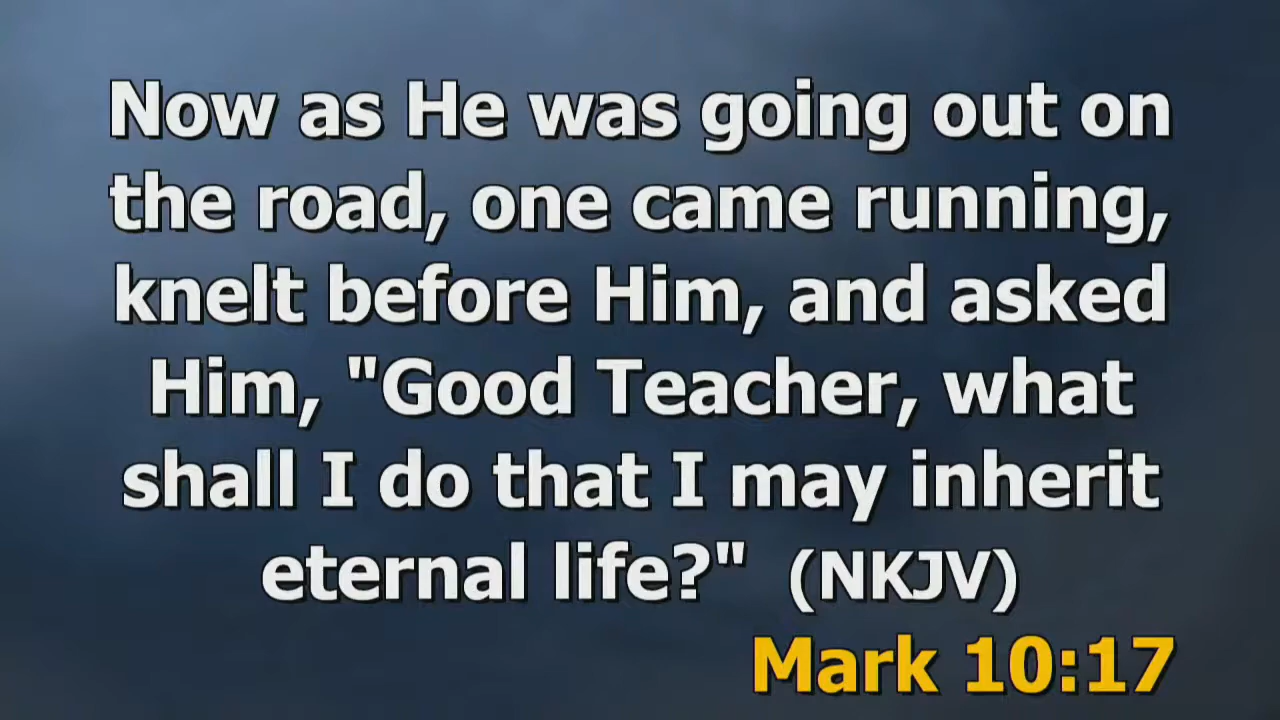 Now as He was going out on
the road, one came running,
knelt before Him, and asked
Him, "Good Teacher, what
shall I do that I may inherit
eternal life?" (NKJV)
Mark 10:17